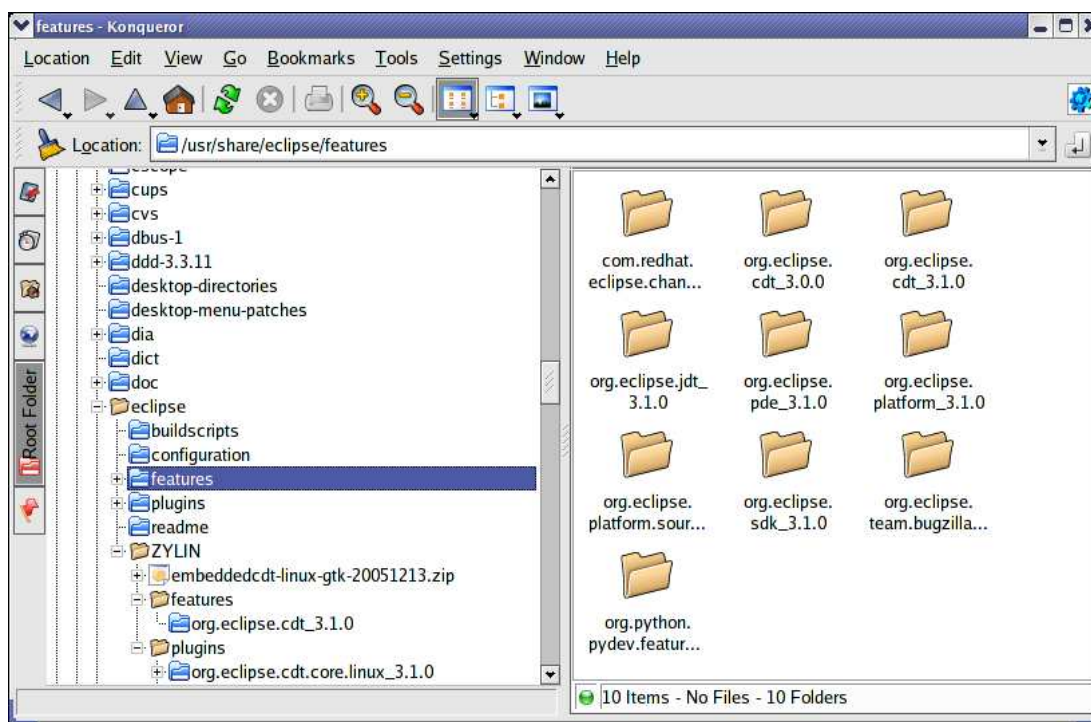 features - Konqueror
Location Edit View Go Bookmarks Tools Settings Window Help
Location: /usr/share/eclipse/features
Root Folder
cups
cvs
dbus-1
ddd-3.3.11
desktop-directories
desktop-menu-patches
dia
dict
doc
eclipse
buildscripts
configuration
features
plugins
readme
ZYLIN
embeddedcdt-linux-gtk-20051213.zip
features
org.eclipse.cdt_3.1.0
plugins
org.eclipse.cdt.core.linux_3.1.0
com.redhat.
eclipse.chan...
org.eclipse.
cdt_3.0.0
org.eclipse.
cdt_3.1.0
org.eclipse.jdt_
3.1.0
org.eclipse.
pde_3.1.0
org.eclipse.
platform_3.1.0
org.eclipse.
platform.sour...
org.eclipse.
sdk_3.1.0
org.eclipse.
team.bugzilla...
org.python.
pydev.featur...
10 Items - No Files - 10 Folders